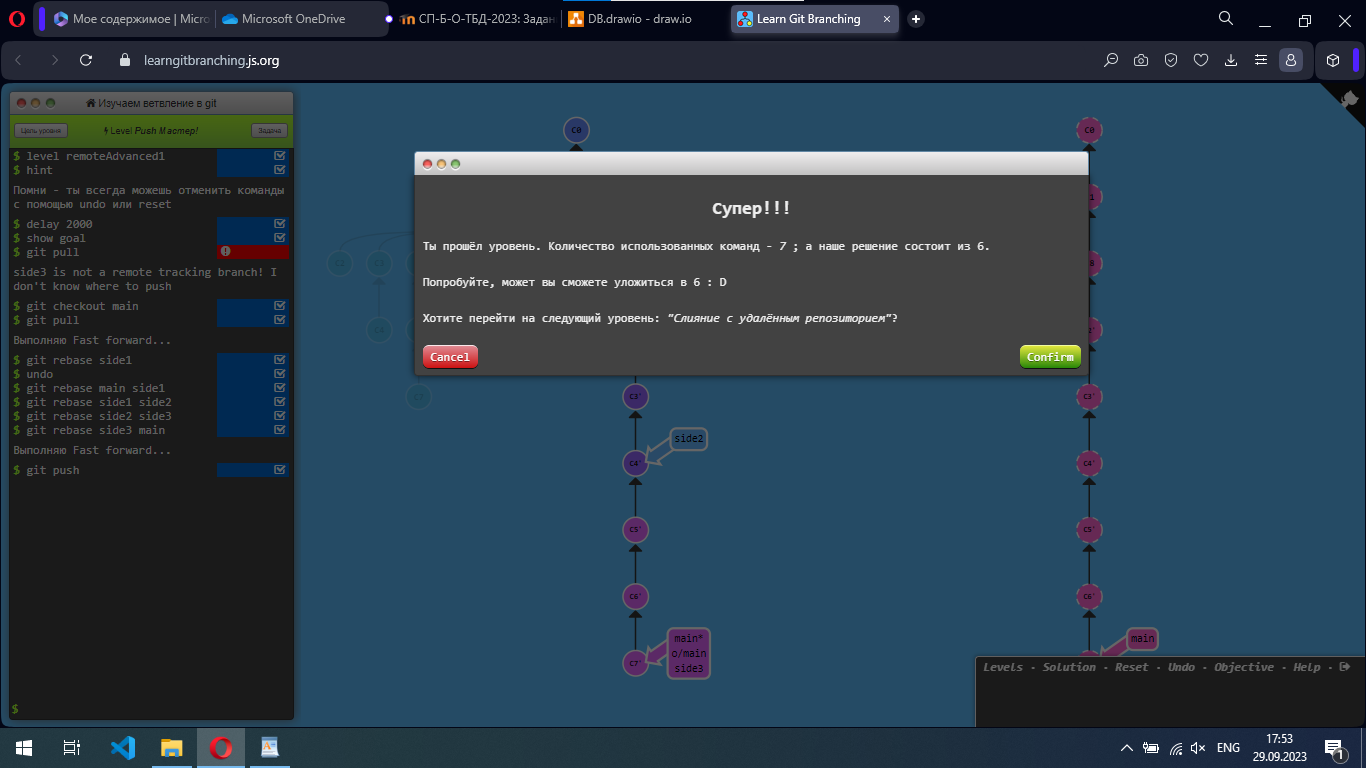 Мое содержимое | Micro
Microsoft OneDrive
СП-Б-О-ТБД-2023: Задан
DB.drawio - draw.io
Learn Git Branching
learngitbranching.js.org
Изучаем ветвление в git
Цель уровня
Level Push Мастер!
Задача
$ level remoteAdvanced1
$ hint
Помни - ты всегда можешь отменить команды
с помощью undo или reset
$ delay 2000
$ show goal
$ git pull
side3 is not a remote tracking branch! I
don't know where to push
$ git checkout main
$ git pull
Выполняю Fast forward...
$ git rebase side1
$ undo
$ git rebase main side1
$ git rebase side1 side2
$ git rebase side2 side3
$ git rebase side3 main
Выполняю Fast forward...
$ git push
$
C0
C0
Супер!!!
Ты прошёл уровень. Количество использованных команд - 7 ; а наше решение состоит из 6.
Попробуйте, может вы сможете уложиться в 6 : D
Хотите перейти на следующий уровень: "Слияние с удалённым репозиторием"?
Cancel
Confirm
C3'
side2
C4'
C5'
C6'
main*
o/main
side3
C7'
C3'
C4'
C5'
C6'
main
Levels - Solution - Reset - Undo - Objective - Help -
ENG
17:53
29.09.2023
1